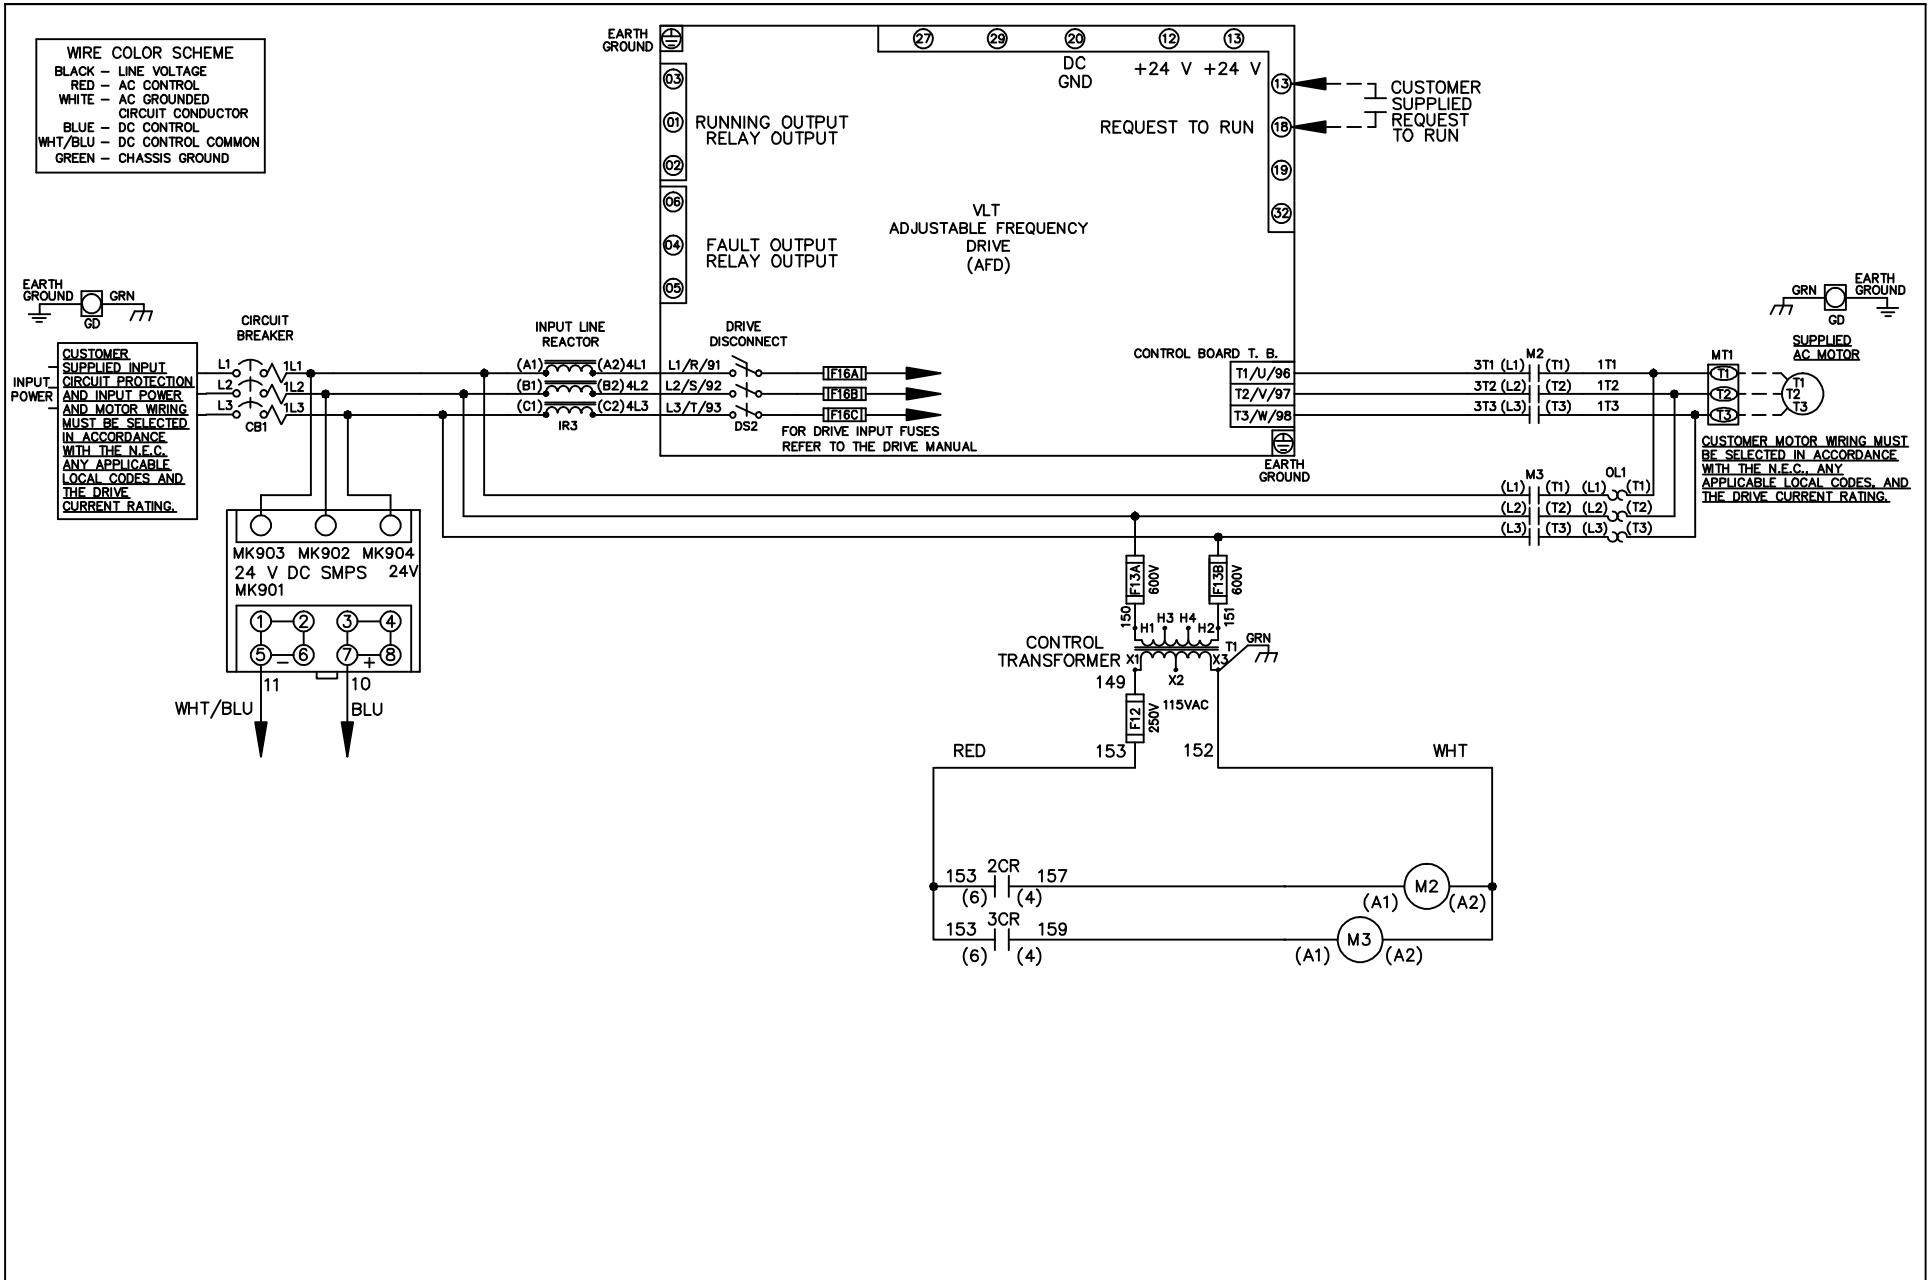 WIRE COLOR SCHEME
BLACK – LINE VOLTAGE
RED – AC CONTROL
WHITE – AC GROUNDED
CIRCUIT CONDUCTOR
BLUE – DC CONTROL
WHT/BLU – DC CONTROL COMMON
GREEN – CHASSIS GROUND
EARTH
GROUND
03
01
02
RUNNING OUTPUT
RELAY OUTPUT
06
04
05
FAULT OUTPUT
RELAY OUTPUT
27 29 20 12 13
DC
GND
+24 V +24 V
13
REQUEST TO RUN 18
19
32
CUSTOMER
SUPPLIED
REQUEST
TO RUN
VLT
ADJUSTABLE FREQUENCY
DRIVE
(AFD)
EARTH
GROUND
GRN
GD
INPUT
POWER
CUSTOMER
SUPPLIED INPUT
CIRCUIT PROTECTION
AND INPUT POWER
AND MOTOR WIRING
MUST BE SELECTED
IN ACCORDANCE
WITH THE N.E.C.
ANY APPLICABLE
LOCAL CODES AND
THE DRIVE
CURRENT RATING.
CIRCUIT
BREAKER
L1 1L1
L2 1L2
L3 1L3
CB1
INPUT LINE
REACTOR
(A1) (A2) 4L1
(B1) (B2) 4L2
(C1) (C2) 4L3
IR3
DRIVE
DISCONNECT
L1/R/91
L2/S/92
L3/T/93
DS2
F16A
F16B
F16C
FOR DRIVE INPUT FUSES
REFER TO THE DRIVE MANUAL
CONTROL BOARD T. B.
T1/U/96
T2/V/97
T3/W/98
EARTH
GROUND
M2
3T1 (L1) (T1) 1T1
3T2 (L2) (T2) 1T2
3T3 (L3) (T3) 1T3
MT1
T1
T2
T3
GRN
EARTH
GROUND
GD
SUPPLIED
AC MOTOR
T1
T2
T3
CUSTOMER MOTOR WIRING MUST
BE SELECTED IN ACCORDANCE
WITH THE N.E.C., ANY
APPLICABLE LOCAL CODES, AND
THE DRIVE CURRENT RATING.
M3 OL1
(L1) (T1) (L1) (T1)
(L2) (T2) (L2) (T2)
(L3) (T3) (L3) (T3)
MK903 MK902 MK904
24 V DC SMPS 24V
MK901
1 2 3 4
5 – 6 7 + 8
11 10
WHT/BLU BLU
F13A
600V
F13B
600V
150
151
H1 H3 H4 H2
CONTROL
TRANSFORMER
T1
GRN
X1 X2 X3
149
F12
250V
115VAC
RED 153 152 WHT
2CR
153 157
(6) (4)
M2
(A1) (A2)
3CR
153 159
(6) (4)
M3
(A1) (A2)